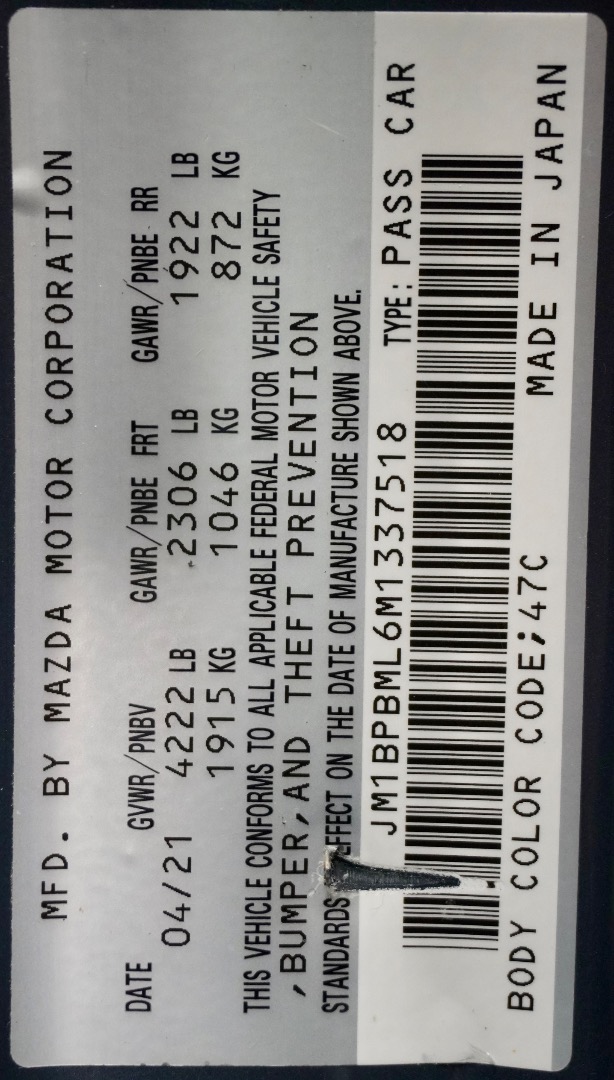 MFD. BY MAZDA MOTOR CORPORATION
DATE GVWR/PNBV GAWR/PNBE FRT GAWR/PNBE RR
04/21 4222 LB 2306 LB 1922 LB
1915 KG 1046 KG 872 KG
THIS VEHICLE CONFORMS TO ALL APPLICABLE FEDERAL MOTOR VEHICLE SAFETY
,BUMPER,AND THEFT PREVENTION
STANDARDS EFFECT ON THE DATE OF MANUFACTURE SHOWN ABOVE.
JM1BPBML6M1337518 TYPE: PASS CAR
BODY COLOR CODE;47C MADE IN JAPAN